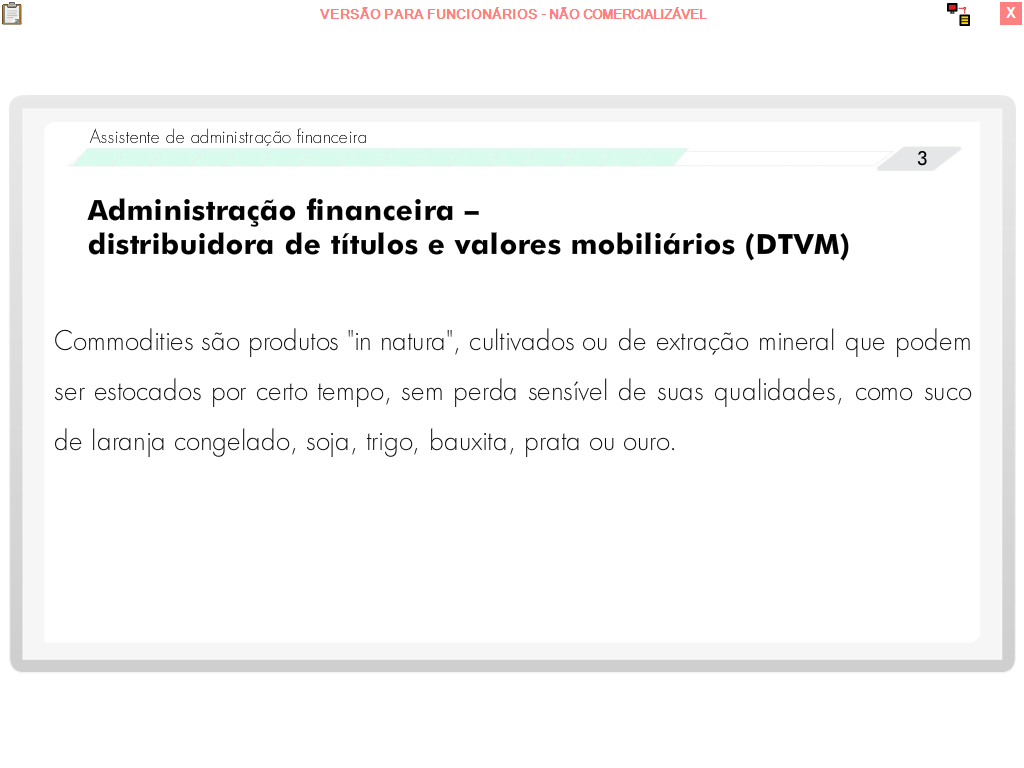 VERSÃO PARA FUNCIONÁRIOS - NÃO COMERCIALIZÁVEL
X
Assistente de administração financeira
3
Administração financeira –
distribuidora de títulos e valores mobiliários (DTVM)
Commodities são produtos "in natura", cultivados ou de extração mineral que podem
ser estocados por certo tempo, sem perda sensível de suas qualidades, como suco
de laranja congelado, soja, trigo, bauxita, prata ou ouro.